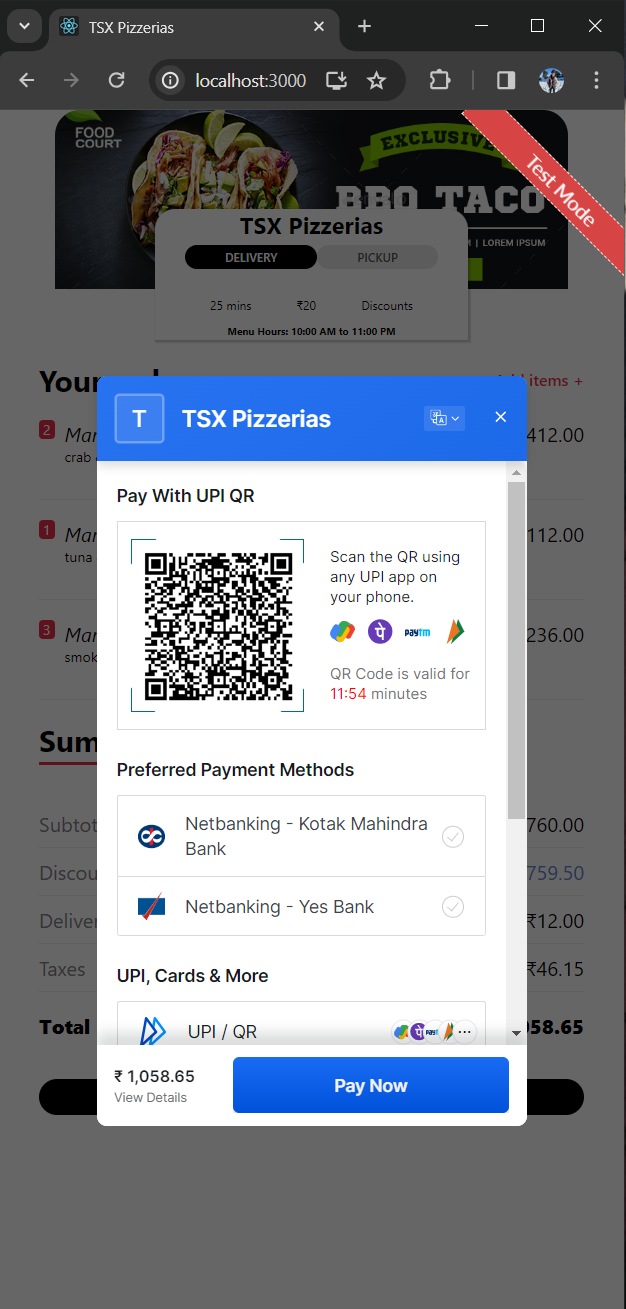 TSX Pizzerias
localhost:3000
FOOD
COURT
EXCLUSIVE
BBQ TACO
Test Mode
LOREM IPSUM
TSX Pizzerias
DELIVERY
PICKUP
25 mins
₹20
Discounts
Menu Hours: 10:00 AM to 11:00 PM
Your
items +
T
TSX Pizzerias
2
Mar
412.00
crab
1
Mar
112.00
tuna
3
Mar
236.00
smok
Pay With UPI QR
Scan the QR using
any UPI app on
your phone.
paytm
QR Code is valid for
11:54 minutes
Preferred Payment Methods
Netbanking - Kotak Mahindra
Bank
Netbanking - Yes Bank
UPI, Cards & More
UPI / QR
Sum
Subtot
760.00
Discou
759.50
Deliver
₹12.00
Taxes
₹46.15
Total
058.65
₹ 1,058.65
View Details
Pay Now